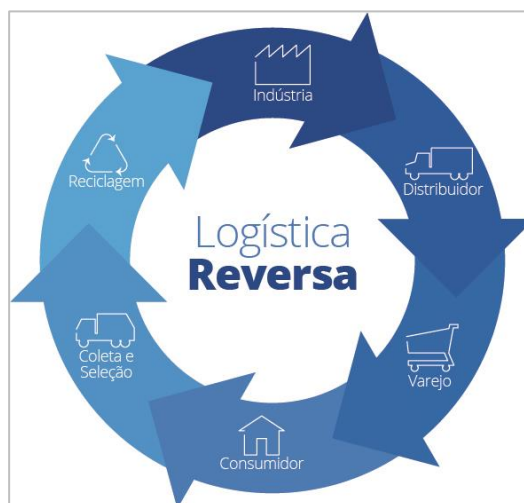 Indústria
Distribuidor
Varejo
Consumidor
Coleta e
Seleção
Reciclagem
Logística
Reversa